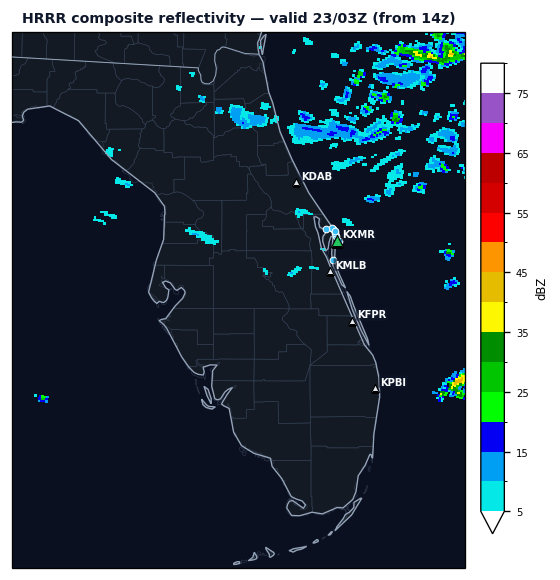 HRRR composite reflectivity — valid 23/03Z (from 14z)
KDAB
KXMR
KMLB
KFPR
KPBI
75
65
55
45
35
25
15
5
dBZ